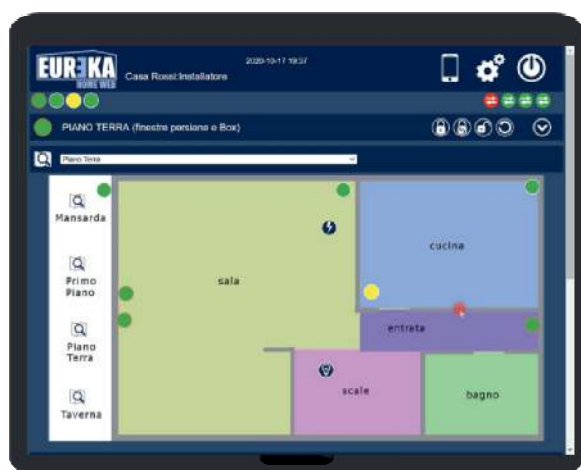 EUR3KA
HOME WEB
Casa Rossi:Installatore
2020-10-17 19:37
PIANO TERRA (finestre persiane e Box)
Piano Terra
Mansarda
Primo
Piano
Piano
Terra
Taverna
sala
cucina
entrata
scale
bagno